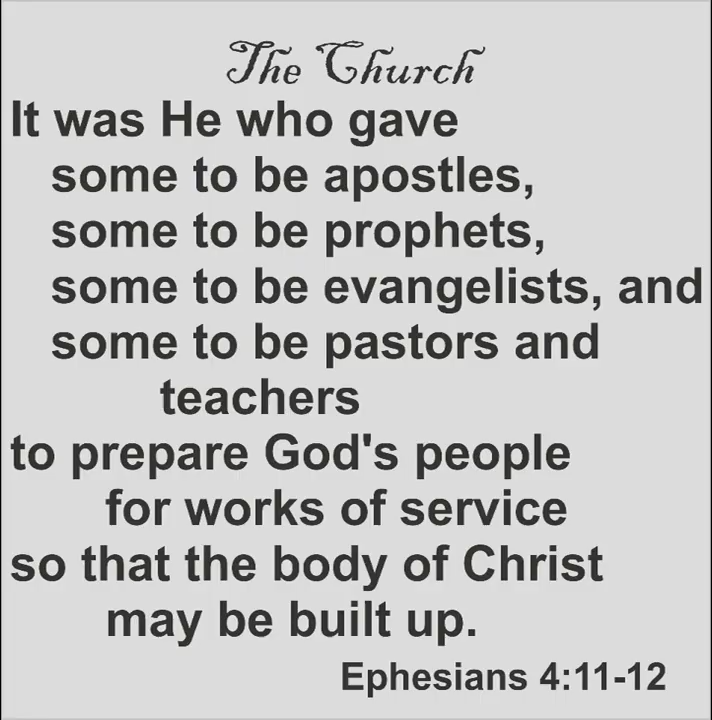 The Church
It was He who gave
some to be apostles,
some to be prophets,
some to be evangelists, and
some to be pastors and
teachers
to prepare God's people
for works of service
so that the body of Christ
may be built up.
Ephesians 4:11-12